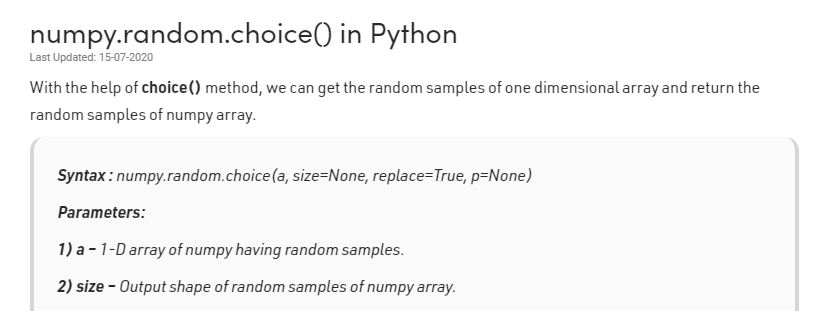 numpy.random.choice() in Python
Last Updated: 15-07-2020
With the help of choice() method, we can get the random samples of one dimensional array and return the
random samples of numpy array.
Syntax : numpy.random.choice(a, size=None, replace=True, p=None)
Parameters:
1) a – 1-D array of numpy having random samples.
2) size – Output shape of random samples of numpy array.